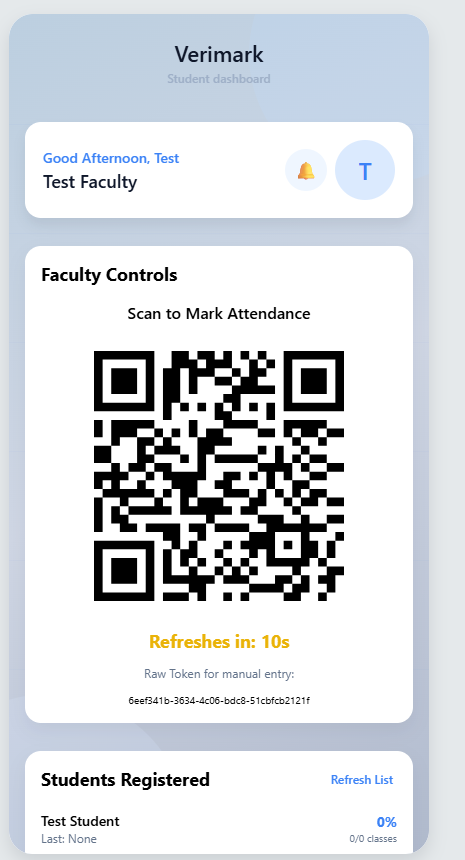 Verimark
Student dashboard
Good Afternoon, Test
Test Faculty
T
Faculty Controls
Scan to Mark Attendance
Refreshes in: 10s
Raw Token for manual entry:
6eef341b-3634-4c06-bdc8-51cbfcb2121f
Students Registered
Refresh List
Test Student
0%
Last: None
0/0 classes